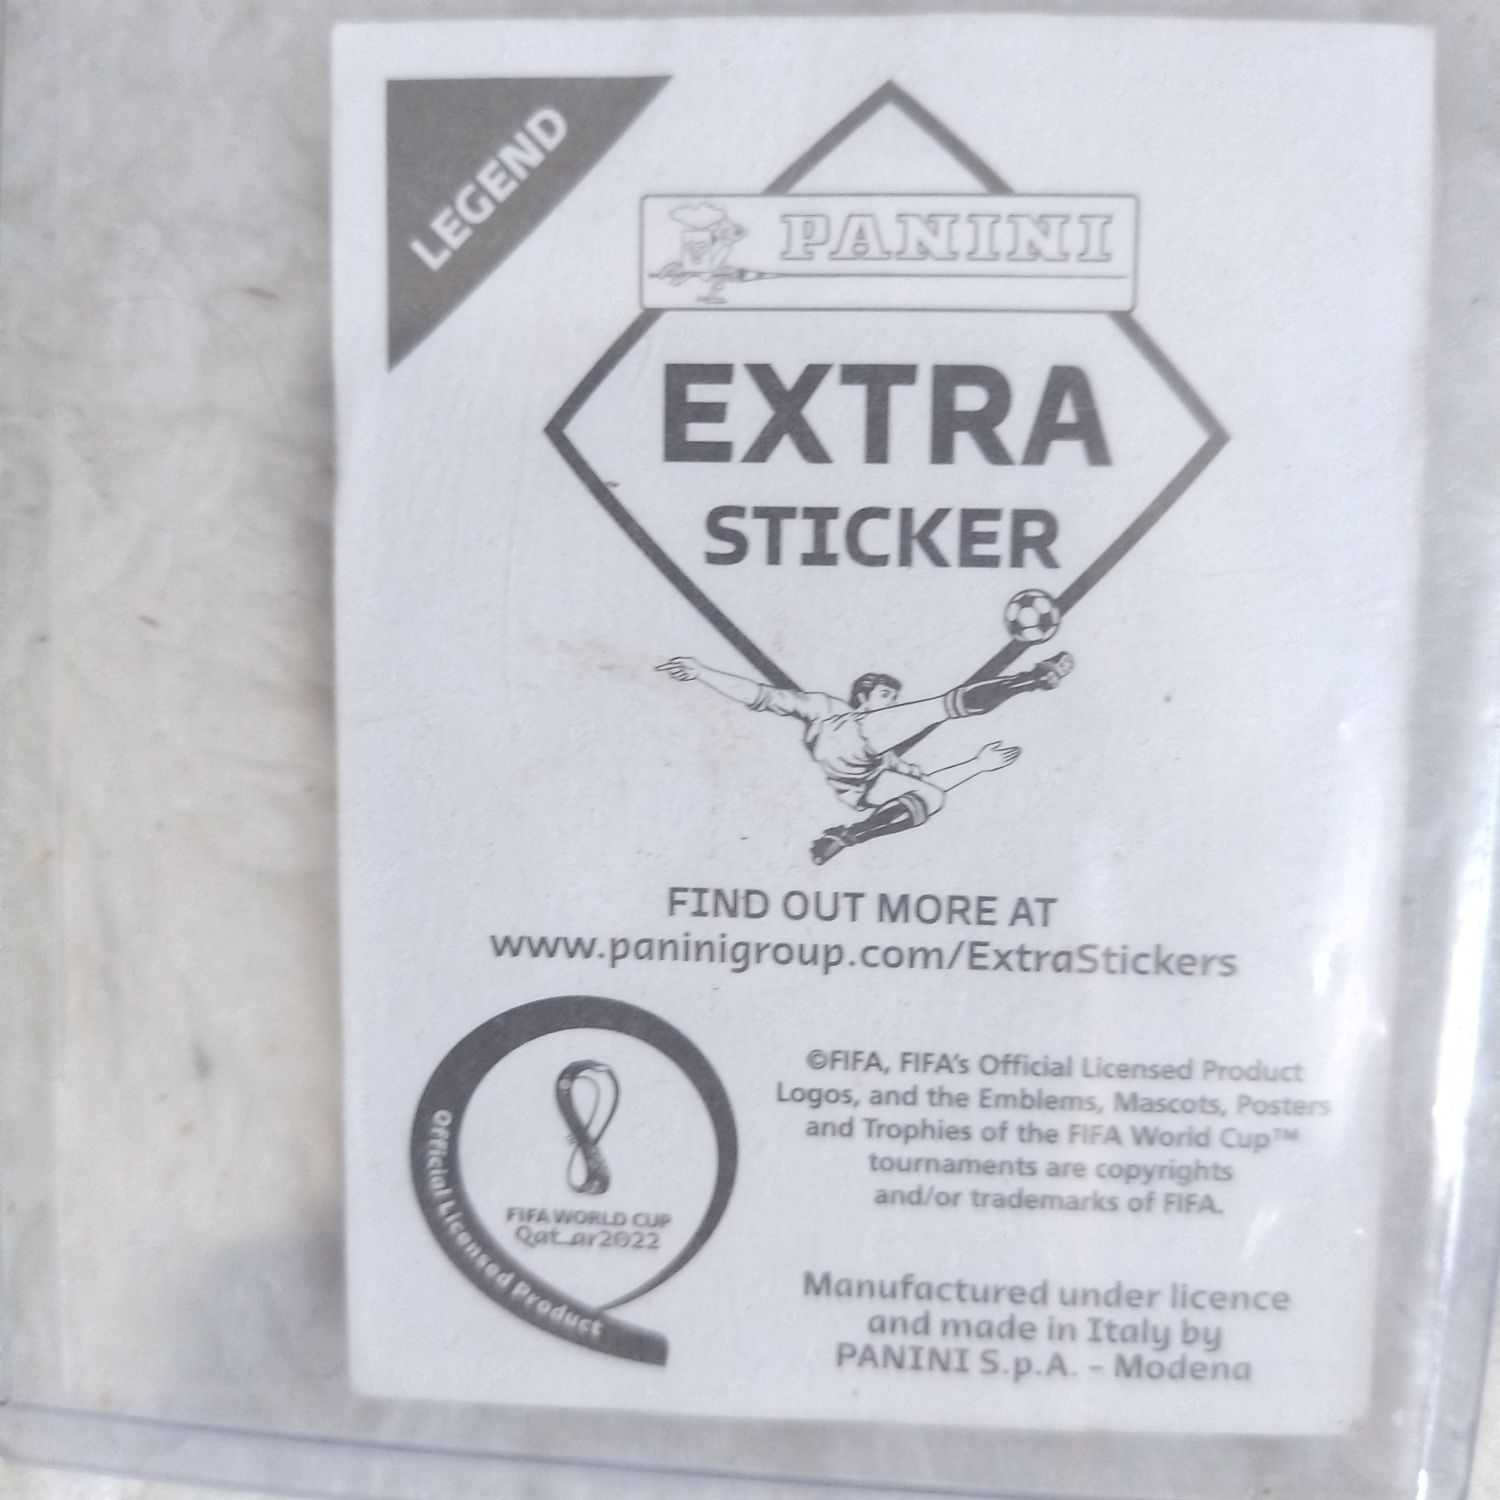 LEGEND
PANINI
EXTRA
STICKER
FIND OUT MORE AT
www.paninigroup.com/ExtraStickers
Official Licensed Product
FIFA WORLD CUP
Qatar2022
©FIFA, FIFA's Official Licensed Product
Logos, and the Emblems, Mascots, Posters
and Trophies of the FIFA World Cup™
tournaments are copyrights
and/or trademarks of FIFA.
Manufactured under licence
and made in Italy by
PANINI S.p.A. - Modena